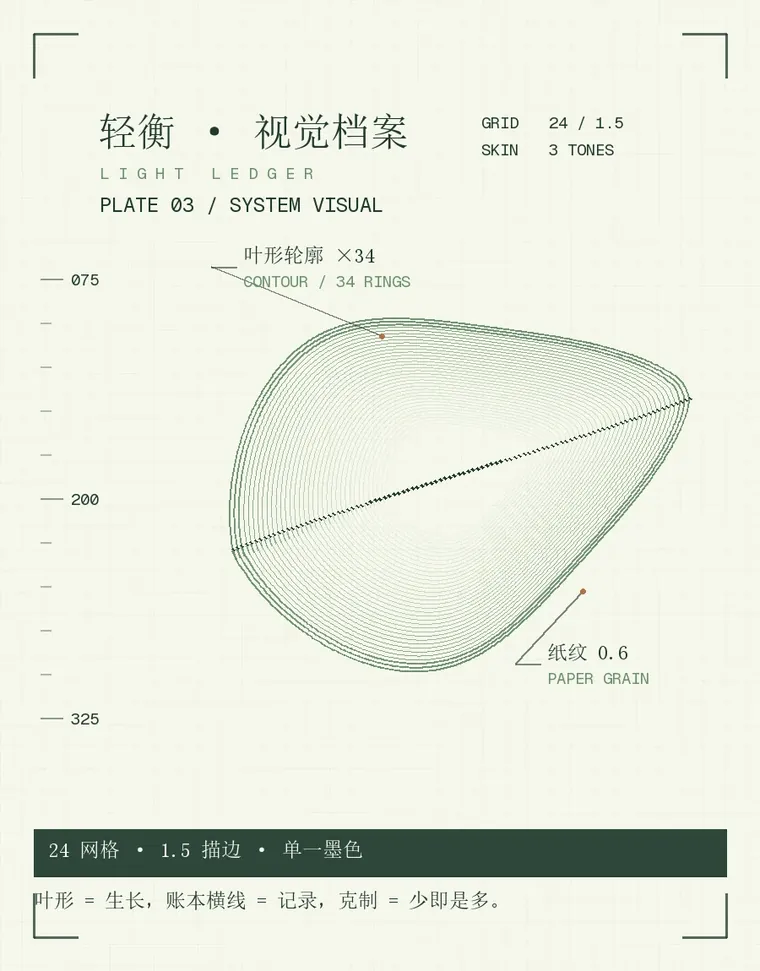 轻衡 • 视觉档案
LIGHT LEDGER
PLATE 03 / SYSTEM VISUAL
GRID 24 / 1.5
SKIN 3 TONES
叶形轮廓 ×34
CONTOUR / 34 RINGS
075
200
325
纸纹 0.6
PAPER GRAIN
24 网格 • 1.5 描边 • 单一墨色
叶形 = 生长，账本横线 = 记录，克制 = 少即是多。